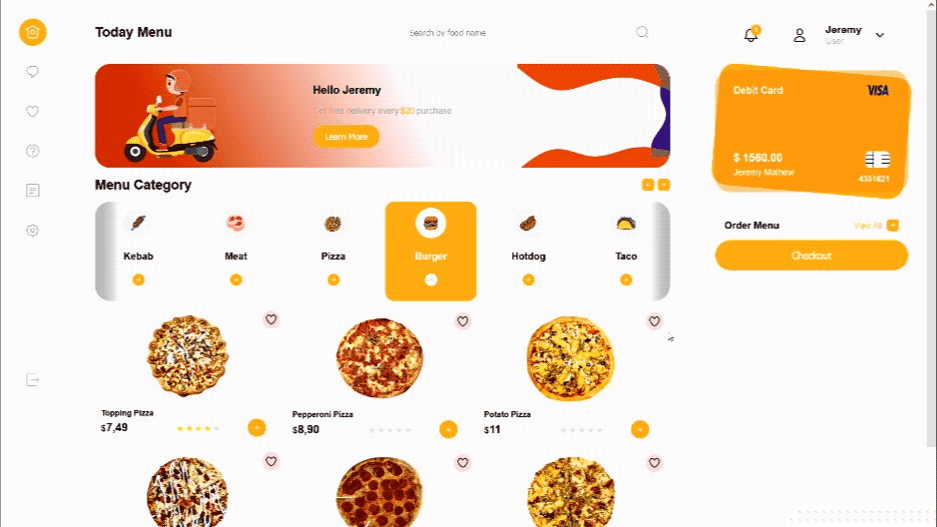 Today Menu
Search by food name
Jeremy
User
Hello Jeremy
Get free delivery every $20 purchase
Learn More
Debit Card
VISA
$ 1560.00
Jeremy Mathew
4351621
Menu Category
Order Menu
View All
Checkout
Kebab
Meat
Pizza
Burger
Hotdog
Taco
Topping Pizza
$7,49
Pepperoni Pizza
$8,90
Potato Pizza
$11